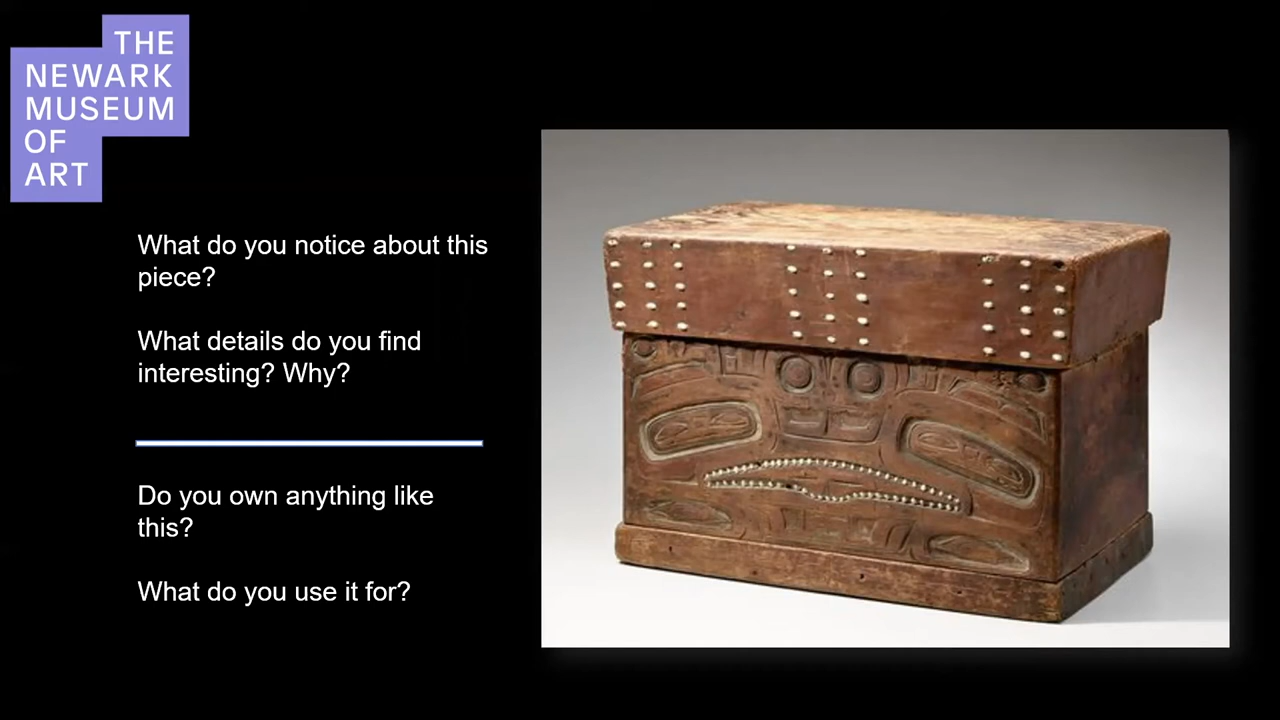 THE
NEWARK
MUSEUM
OF
ART
What do you notice about this
piece?
What details do you find
interesting? Why?
Do you own anything like
this?
What do you use it for?